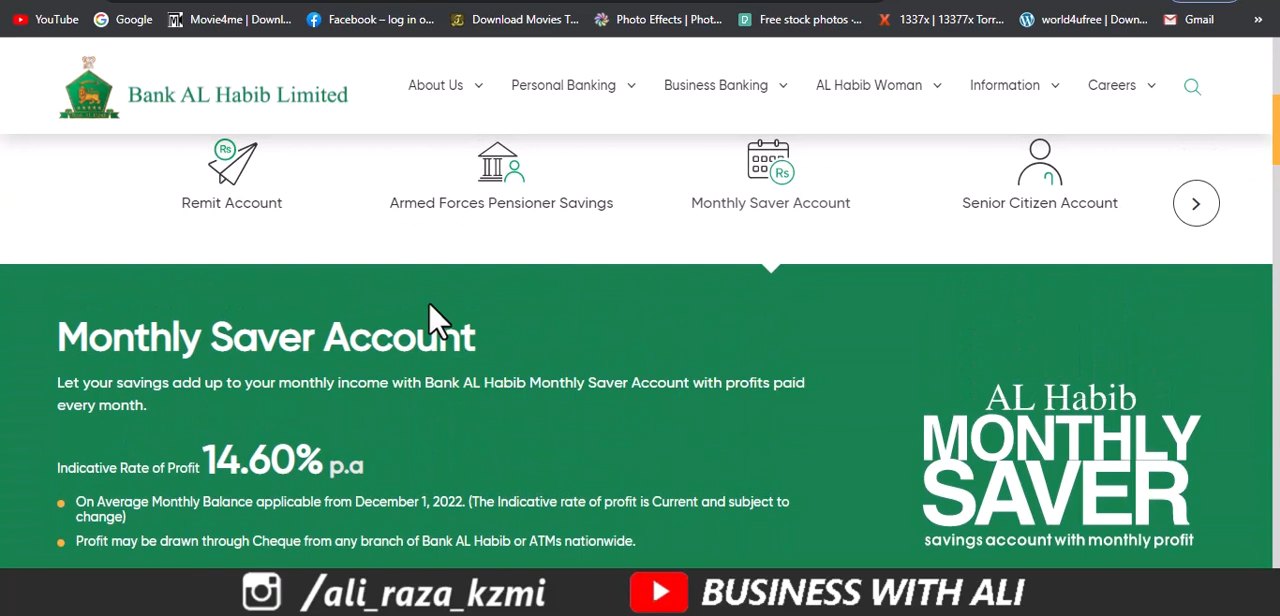 YouTube Google Movie4me | Downl... Facebook – log in o... Download Movies T... Photo Effects | Phot... Free stock photos ·... 1337x | 13377x Torr... world4ufree | Down... Gmail »
Bank AL Habib Limited About Us Personal Banking Business Banking AL Habib Woman Information Careers
Rs Rs
Remit Account Armed Forces Pensioner Savings Monthly Saver Account Senior Citizen Account
Monthly Saver Account
Let your savings add up to your monthly income with Bank AL Habib Monthly Saver Account with profits paid
every month.
Indicative Rate of Profit 14.60% p.a
On Average Monthly Balance applicable from December 1, 2022. (The Indicative rate of profit is Current and subject to
change)
Profit may be drawn through Cheque from any branch of Bank AL Habib or ATMs nationwide.
AL Habib
MONTHLY
SAVER
savings account with monthly profit
/ali_raza_kzmi BUSINESS WITH ALI